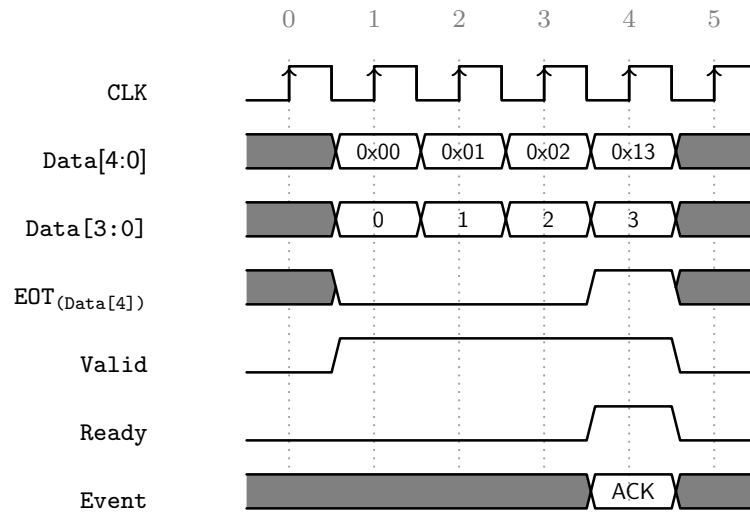 0 1 2 3 4 5
CLK
Data[4:0] 0x00 0x01 0x02 0x13
Data[3:0] 0 1 2 3
EOT(Data[4])
Valid
Ready
Event ACK